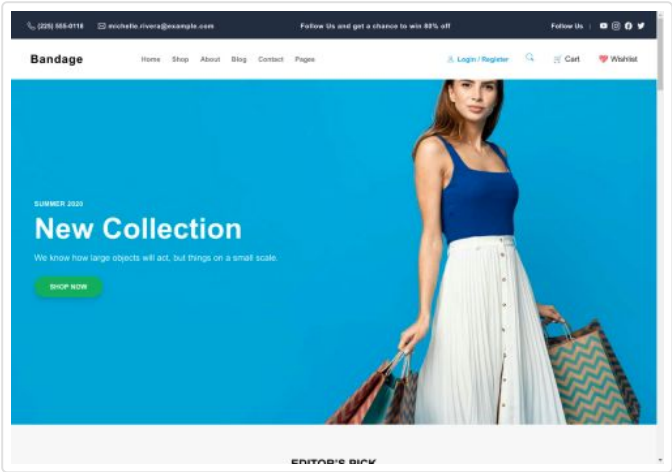 (225) 555-0118 michelle.rivera@example.com Follow Us and get a chance to win 80% off Follow Us :
Bandage Home Shop About Blog Contact Pages Login / Register Cart Wishlist
SUMMER 2020
New Collection
We know how large objects will act, but things on a small scale.
SHOP NOW
EDITOR'S PICK